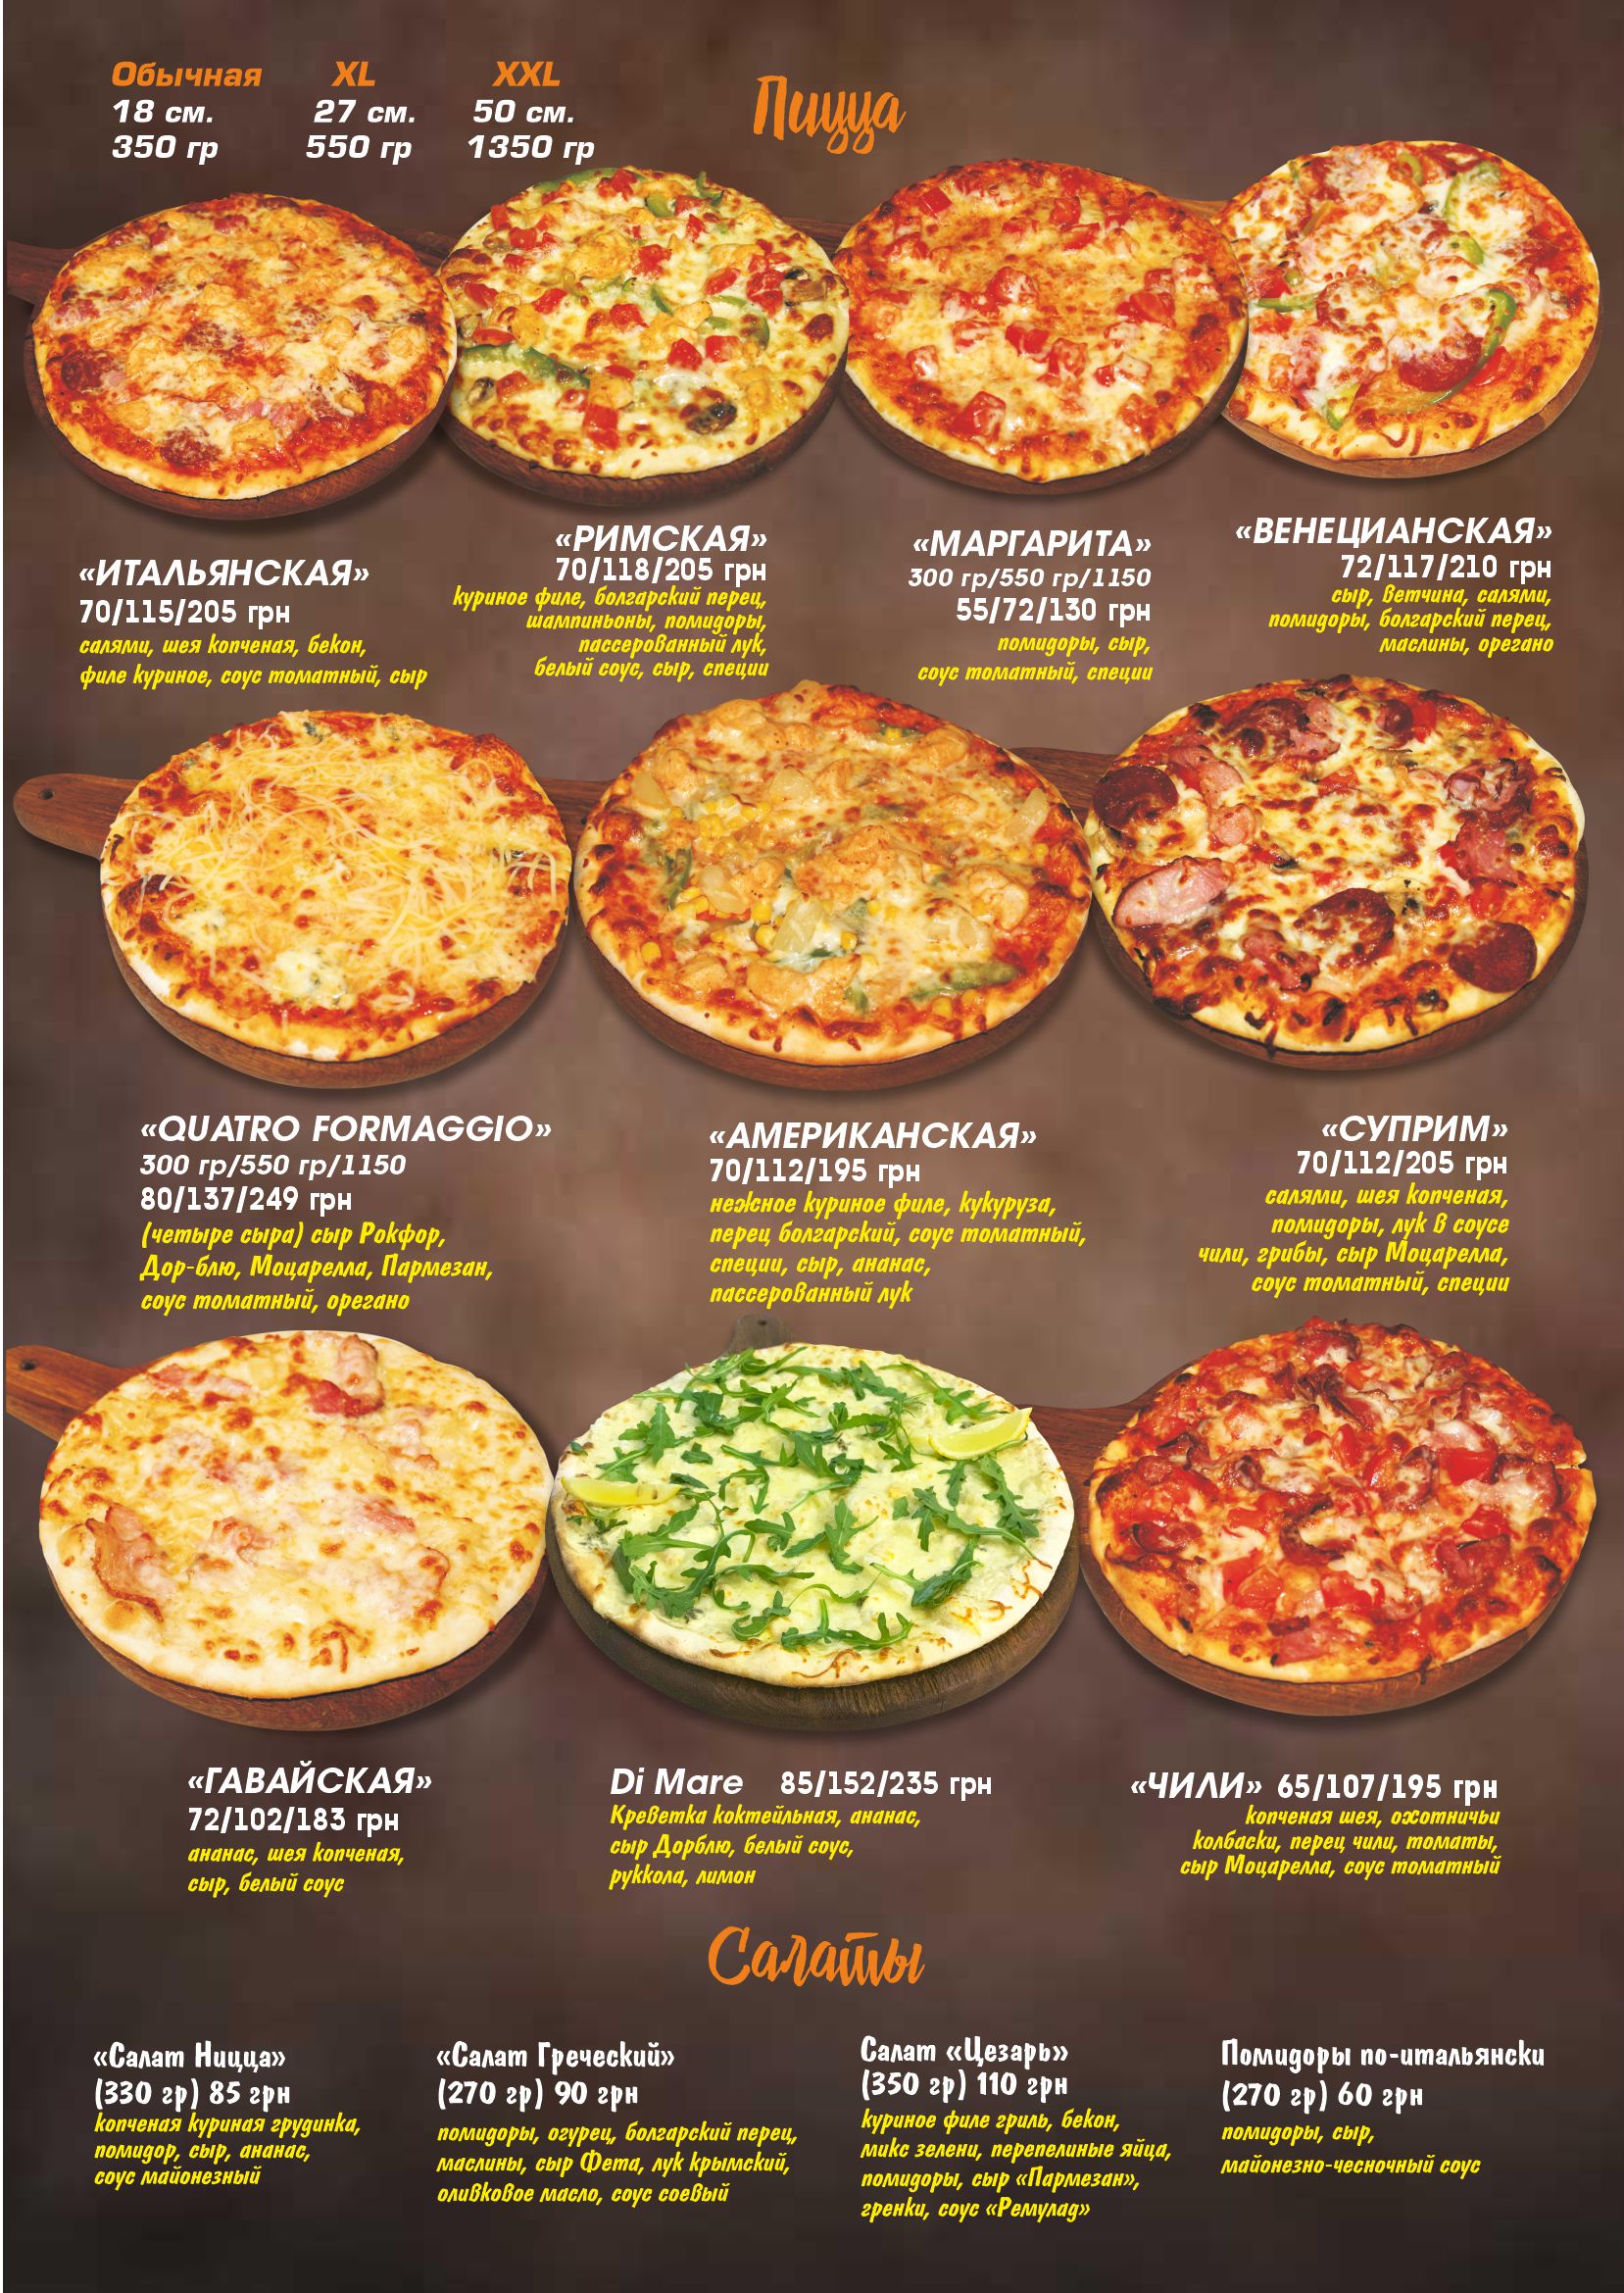 Обычная XL XXL
18 см. 27 см. 50 см.
350 гр 550 гр 1350 гр
Пицца
«ИТАЛЬЯНСКАЯ»
70/115/205 грн
салями, шея копченая, бекон,
филе куриное, соус томатный, сыр
«РИМСКАЯ»
70/118/205 грн
куриное филе, болгарский перец,
шампиньоны, помидоры,
пассерованный лук,
белый соус, сыр, специи
«МАРГАРИТА»
300 гр/550 гр/1150
55/72/130 грн
помидоры, сыр,
соус томатный, специи
«ВЕНЕЦИАНСКАЯ»
72/117/210 грн
сыр, ветчина, салями,
помидоры, болгарский перец,
маслины, орегано
«QUATRO FORMAGGIO»
300 гр/550 гр/1150
80/137/249 грн
(четыре сыра) сыр Рокфор,
Дор-блю, Моцарелла, Пармезан,
соус томатный, орегано
«АМЕРИКАНСКАЯ»
70/112/195 грн
нежное куриное филе, кукуруза,
перец болгарский, соус томатный,
специи, сыр, ананас,
пассерованный лук
«СУПРИМ»
70/112/205 грн
салями, шея копченая,
помидоры, лук в соусе
чили, грибы, сыр Моцарелла,
соус томатный, специи
«ГАВАЙСКАЯ»
72/102/183 грн
ананас, шея копченая,
сыр, белый соус
Di Mare 85/152/235 грн
Креветка коктейльная, ананас,
сыр Дорблю, белый соус,
руккола, лимон
«ЧИЛИ» 65/107/195 грн
копченая шея, охотничьи
колбаски, перец чили, томаты,
сыр Моцарелла, соус томатный
Салаты
«Салат Ницца»
(330 гр) 85 грн
копченая куриная грудинка,
помидор, сыр, ананас,
соус майонезный
«Салат Греческий»
(270 гр) 90 грн
помидоры, огурец, болгарский перец,
маслины, сыр Фета, лук крымский,
оливковое масло, соус соевый
Салат «Цезарь»
(350 гр) 110 грн
куриное филе гриль, бекон,
микс зелени, перепелиные яйца,
помидоры, сыр «Пармезан»,
гренки, соус «Ремулад»
Помидоры по-итальянски
(270 гр) 60 грн
помидоры, сыр,
майонезно-чесночный соус